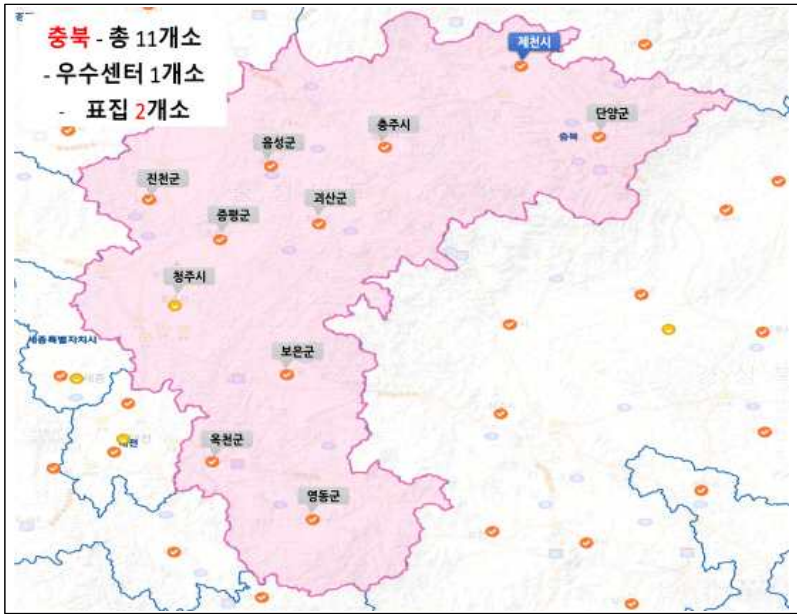 충북 - 총 11개소
- 우수센터 1개소
- 표집 2개소
제천시
단양군
충북
충주시
음성군
진천군
괴산군
증평군
청주시
세종특별자치시
보은군
옥천군
영동군